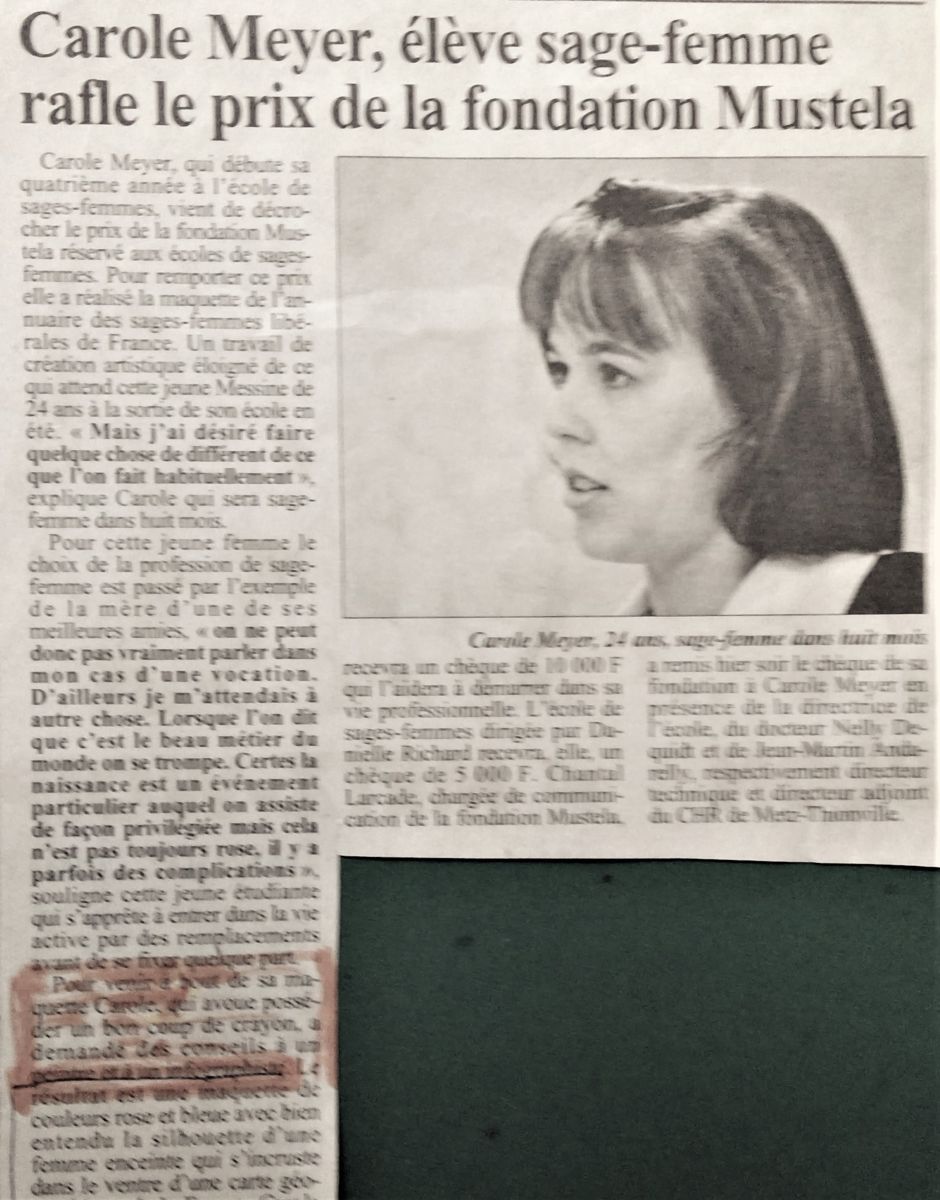 Carole Meyer, élève sage-femme
rafle le prix de la fondation Mustela
Carole Meyer, qui débute sa
quatrième année à l'école de
sages-femmes, vient de décro-
cher le prix de la fondation Mus-
tela réservé aux écoles de sages-
femmes. Pour remporter ce prix
elle a réalisé la maquette de l'an-
nuaire des sages-femmes libé-
rales de France. Un travail de
création artistique éloigné de ce
qui attend cette jeune Messine de
24 ans à la sortie de son école en
été. « Mais j'ai désiré faire
quelque chose de différent de ce
que l'on fait habituellement »,
explique Carole qui sera sage-
femme dans huit mois.
Pour cette jeune femme le
choix de la profession de sage-
femme est passé par l'exemple
de la mère d'une de ses
meilleures amies, « on ne peut
donc pas vraiment parler dans
mon cas d'une vocation.
D'ailleurs je m'attendais à
autre chose. Lorsque l'on dit
que c'est le beau métier du
monde on se trompe. Certes la
naissance est un événement
particulier auquel on assiste
de façon privilégiée mais cela
n'est pas toujours rose, il y a
parfois des complications »,
souligne cette jeune étudiante
qui s'apprête à entrer dans la vie
active par des remplacements
avant de se fixer quelque part.
Pour venir à bout de sa ma-
quette Carole, qui avoue possé-
der un bon coup de crayon, a
demandé des conseils à un
peintre et à un infographiste. Le
résultat est une maquette de
couleurs rose et bleue avec bien
entendu la silhouette d'une
femme enceinte qui s'incruste
dans le ventre d'une carte géo-
Carole Meyer, 24 ans, sage-femme dans huit mois
recevra un chèque de 10 000 F
qui l'aidera à démarrer dans sa
vie professionnelle. L'école de
sages-femmes dirigée par Da-
nielle Richard recevra, elle, un
chèque de 5 000 F. Chantal
Larcade, chargée de communi-
cation de la fondation Mustela,
a remis hier soir le chèque de sa
fondation à Carole Meyer en
présence de la directrice de
l'école, du docteur Nelly De-
quidt et de Jean-Martin
respectivement directeur
technique et directeur adjoint
du CHR de Metz-Thionville.